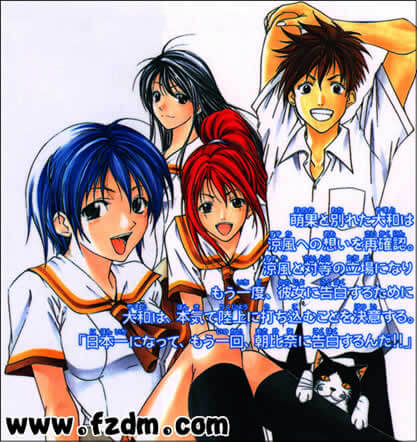 萌果と別れた大和は
涼風への想いを再確認。
涼風と対等の立場になり
もう一度、彼女に告白するために
大和は、本気で陸上に打ち込むことを決意する。
「日本一になって、もう一回、朝比奈に告白するんだ!!」
www.fzdm.com